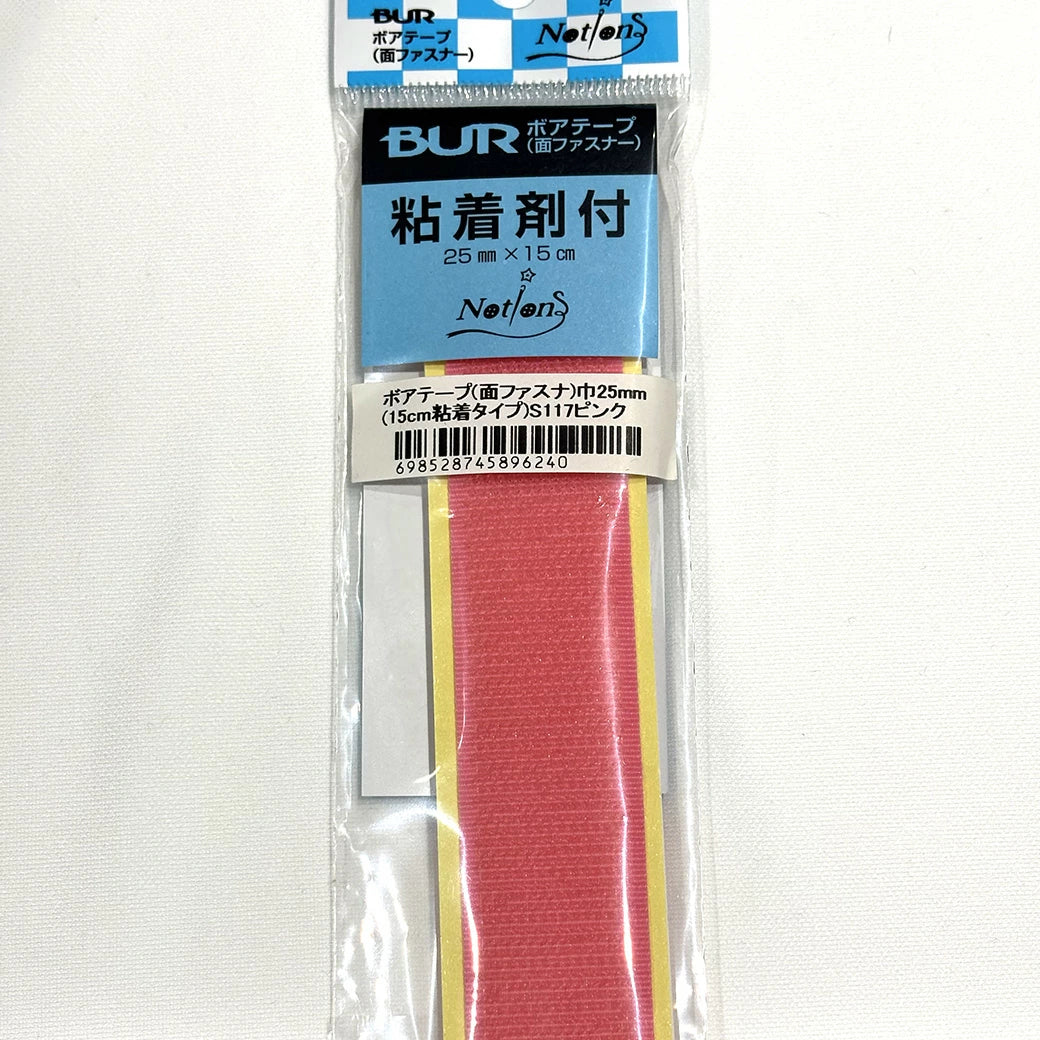 BUR
ボアテープ
(面ファスナー)
Notions
BUR ボアテープ
(面ファスナー)
粘着剤付
25㎜×15㎝
Notions
ボアテープ(面ファスナ)巾25mm
(15cm粘着タイプ)S117ピンク
698528745896240